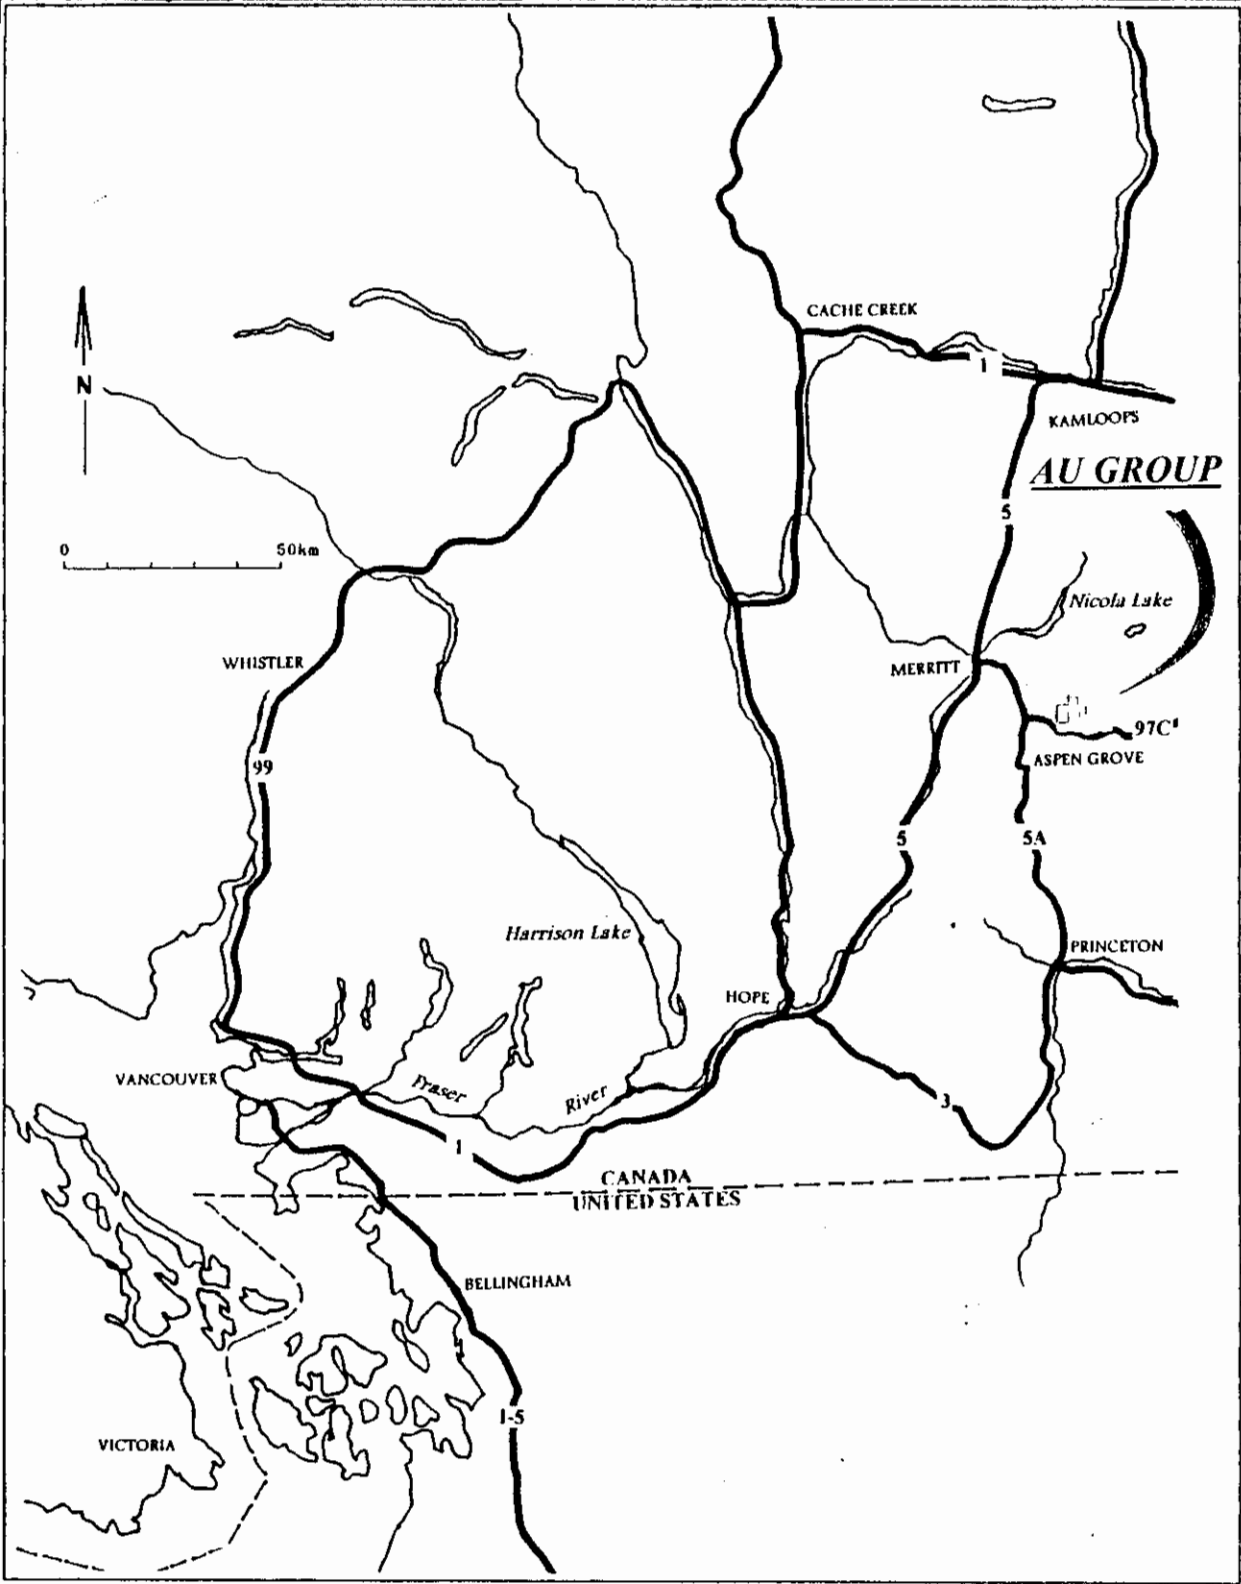 CACHE CREEK
1
N
KAMLOOPS
AU GROUP
5
0 50km
Nicola Lake
WHISTLER
MERRITT
97C
99
ASPEN GROVE
5
5A
Harrison Lake
PRINCETON
HOPE
VANCOUVER
Fraser River
3
1
CANADA
UNITED STATES
BELLINGHAM
I-5
VICTORIA